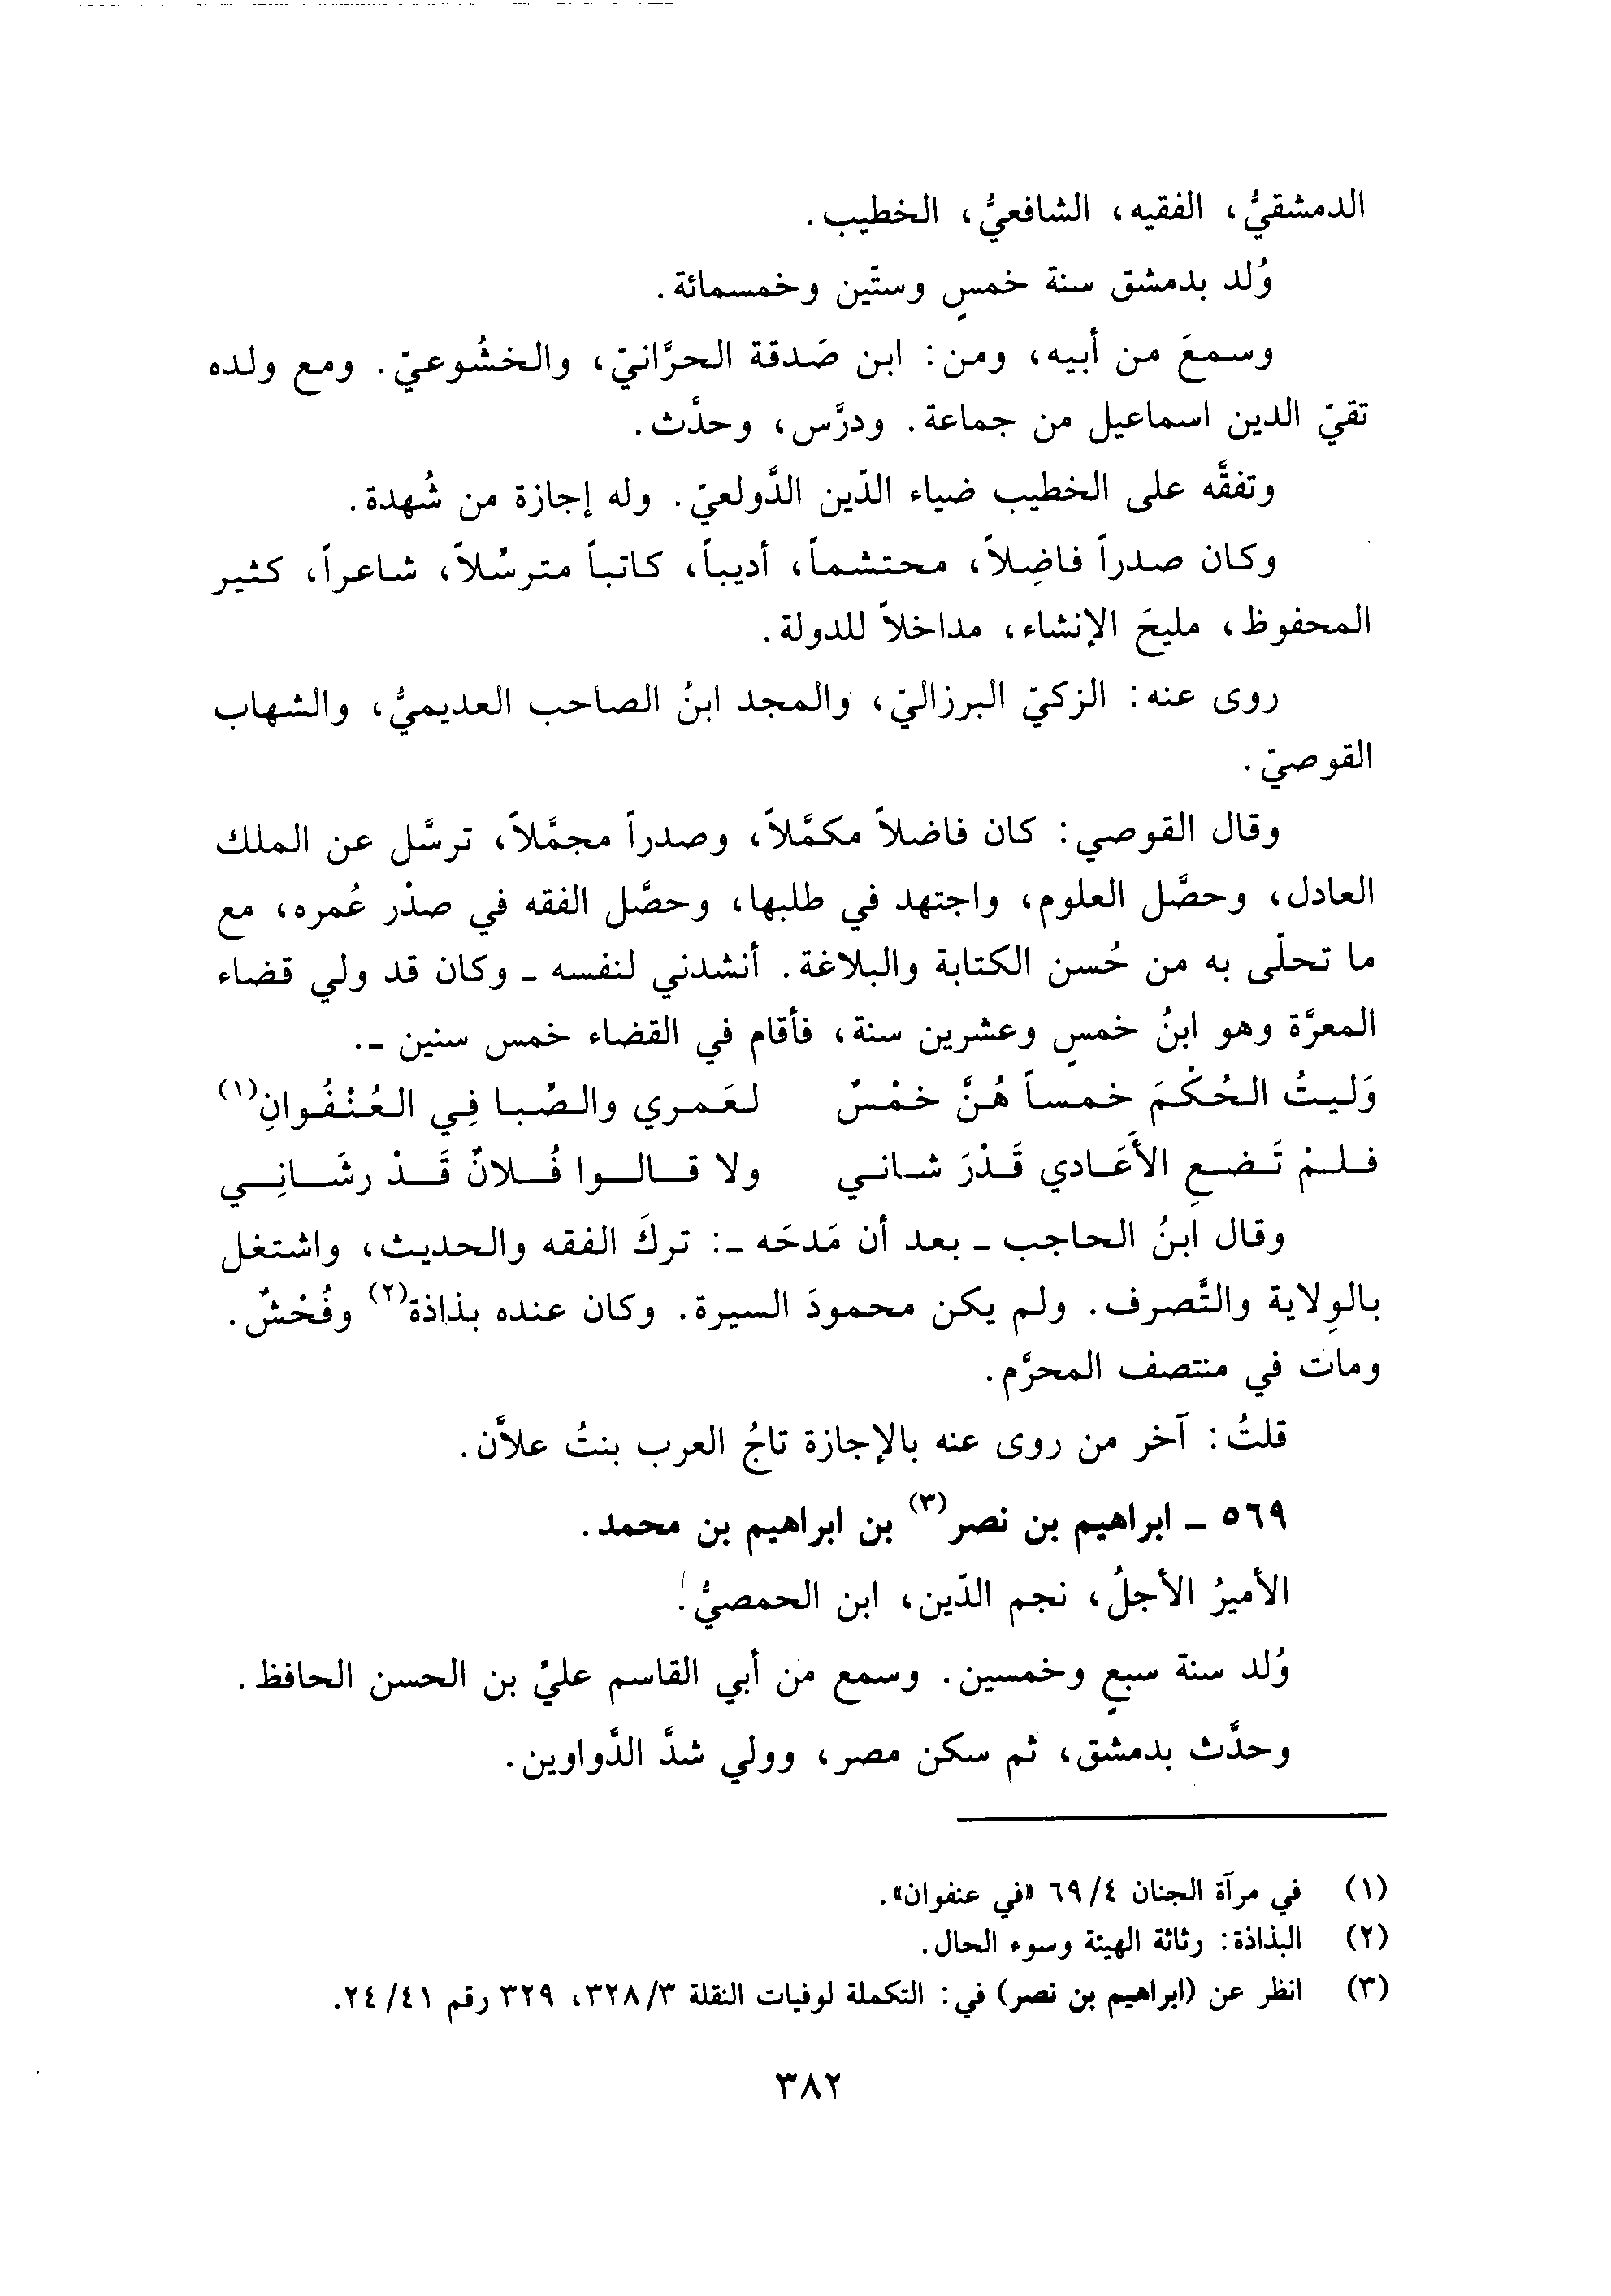 الدمشقيُّ، الفقيه، الشافعيُّ، الخطيب.
وُلد بدمشق سنة خمسٍ وستّين وخمسمائة.
وسمعَ من أبيه، ومن: ابن صَدقة الحرَّانيّ، والخشُوعيّ. ومع ولده
تقيّ الدين اسماعيل من جماعة. ودرَّس، وحدَّث.
وتفقَّه على الخطيب ضياء الدّين الدَّولعيّ. وله إجازة من شُهدة.
وكان صدراً فاضِلاً، محتشماً، أديباً، كاتباً مترسِّلاً، شاعراً، كثير
المحفوظ، مليحَ الإنشاء، مداخلاً للدولة.
روى عنه: الزكيّ البرزاليّ، والمجد ابنُ الصاحب العديميُّ، والشهاب
القوصيّ.
وقال القوصي: كان فاضلاً مكمَّلاً، وصدراً مجمَّلاً، ترسَّل عن الملك
العادل، وحصَّل العلوم، واجتهد في طلبها، وحصَّل الفقه في صدْر عُمره، مع
ما تحلّى به من حُسن الكتابة والبلاغة. أنشدني لنفسه ـ وكان قد ولي قضاء
المعرَّة وهو ابنُ خمسٍ وعشرين سنة، فأقام في القضاء خمس سنين ـ.
وَليتُ الحُكْمَ خمساً هُنَّ خمْسٌ لعَمري والصِّبا فِي العُنْفُوانِ(١)
فلمْ تَضعِ الأَعَادي قَدْرَ شاني ولا قالوا فُلانٌ قَدْ رشَانِي
وقال ابنُ الحاجب ـ بعد أن مَدحَه ـ: تركَ الفقه والحديث، واشتغل
بالوِلاية والتَّصرف. ولم يكن محمودَ السيرة. وكان عنده بذاذة(٢) وفُحْشٌ.
ومات في منتصف المحرَّم.
قلتُ: آخر من روى عنه بالإجازة تاجُ العرب بنتُ علاَّن.
٥٦٩ ـ ابراهيم بن نصر(٣) بن ابراهيم بن محمد.
الأميرُ الأجلُ، نجم الدّين، ابن الحمصيُّ.
وُلد سنة سبعٍ وخمسين. وسمع من أبي القاسم عليّ بن الحسن الحافظ.
وحدَّث بدمشق، ثم سكن مصر، وولي شدَّ الدَّواوين.
(١) في مرآة الجنان ٦٩/٤ «في عنفوان».
(٢) البذاذة: رثاثة الهيئة وسوء الحال.
(٣) انظر عن (ابراهيم بن نصر) في: التكملة لوفيات النقلة ٣٢٨/٣، ٣٢٩ رقم ٢٤/٤١.
٣٨٢